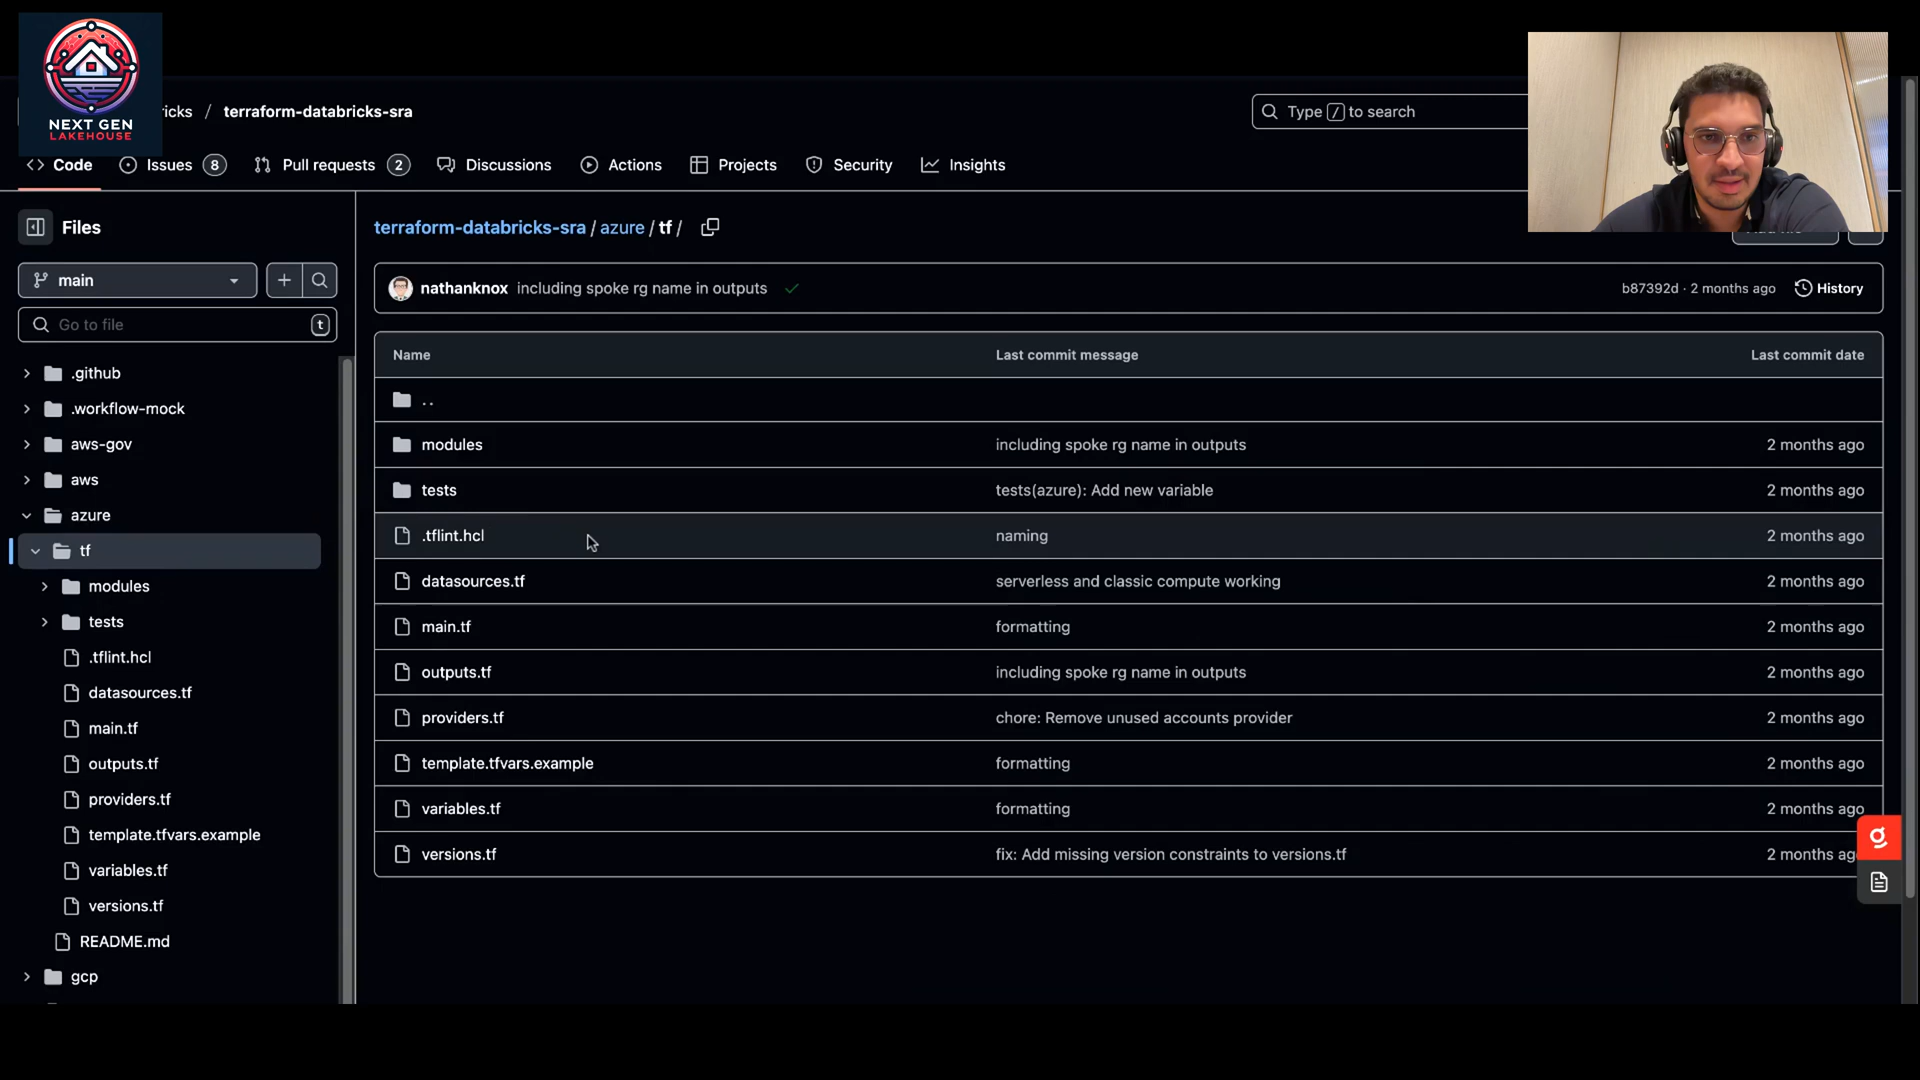 NEXT GEN
LAKEHOUSE
ricks / terraform-databricks-sra
Type / to search
Code
Issues 8
Pull requests 2
Discussions
Actions
Projects
Security
Insights
Files
main
Go to file t
.github
.workflow-mock
aws-gov
aws
azure
tf
modules
tests
.tflint.hcl
datasources.tf
main.tf
outputs.tf
providers.tf
template.tfvars.example
variables.tf
versions.tf
README.md
gcp
terraform-databricks-sra / azure / tf /
nathanknox including spoke rg name in outputs
b87392d · 2 months ago
History
Name Last commit message Last commit date
..
modules including spoke rg name in outputs 2 months ago
tests tests(azure): Add new variable 2 months ago
.tflint.hcl naming 2 months ago
datasources.tf serverless and classic compute working 2 months ago
main.tf formatting 2 months ago
outputs.tf including spoke rg name in outputs 2 months ago
providers.tf chore: Remove unused accounts provider 2 months ago
template.tfvars.example formatting 2 months ago
variables.tf formatting 2 months ago
versions.tf fix: Add missing version constraints to versions.tf 2 months ag
g